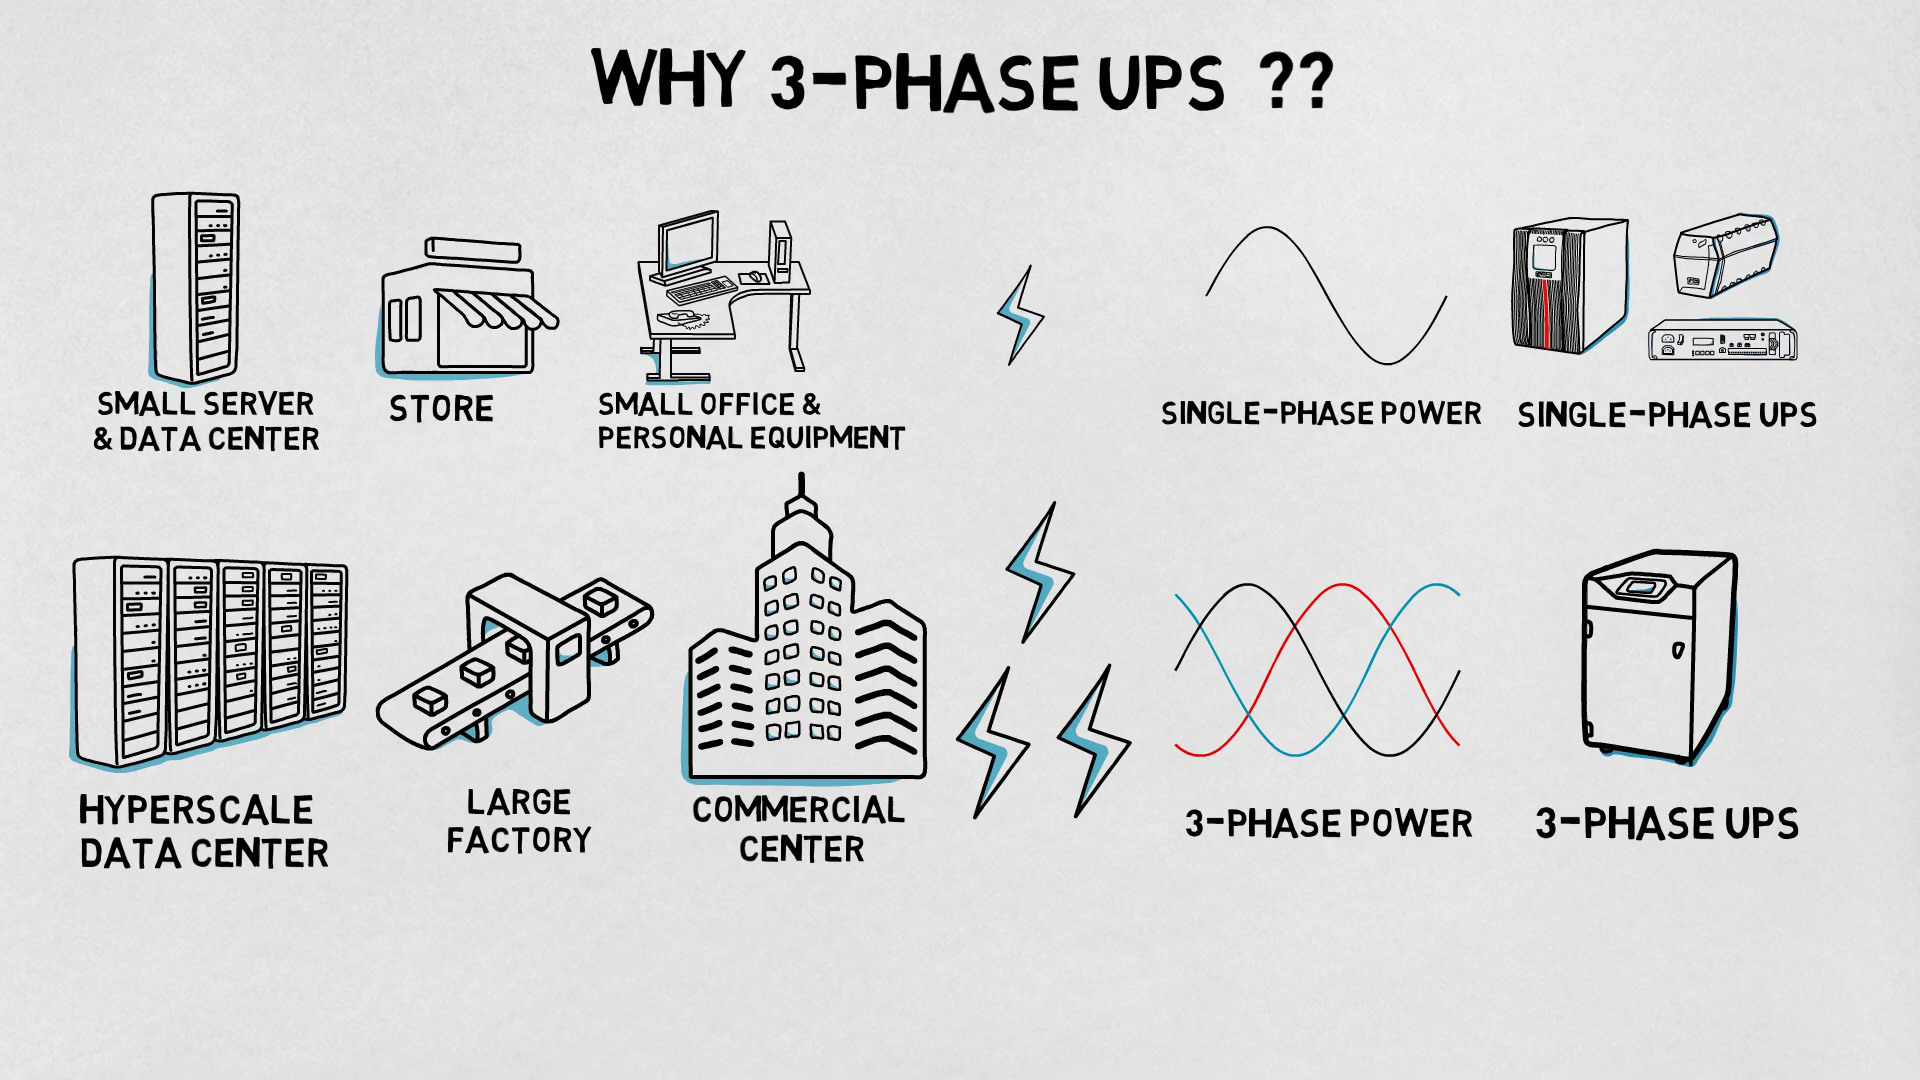 WHY 3-PHASE UPS ??
SMALL SERVER
& DATA CENTER
STORE
SMALL OFFICE &
PERSONAL EQUIPMENT
SINGLE-PHASE POWER
SINGLE-PHASE UPS
HYPERSCALE
DATA CENTER
LARGE
FACTORY
COMMERCIAL
CENTER
3-PHASE POWER
3-PHASE UPS